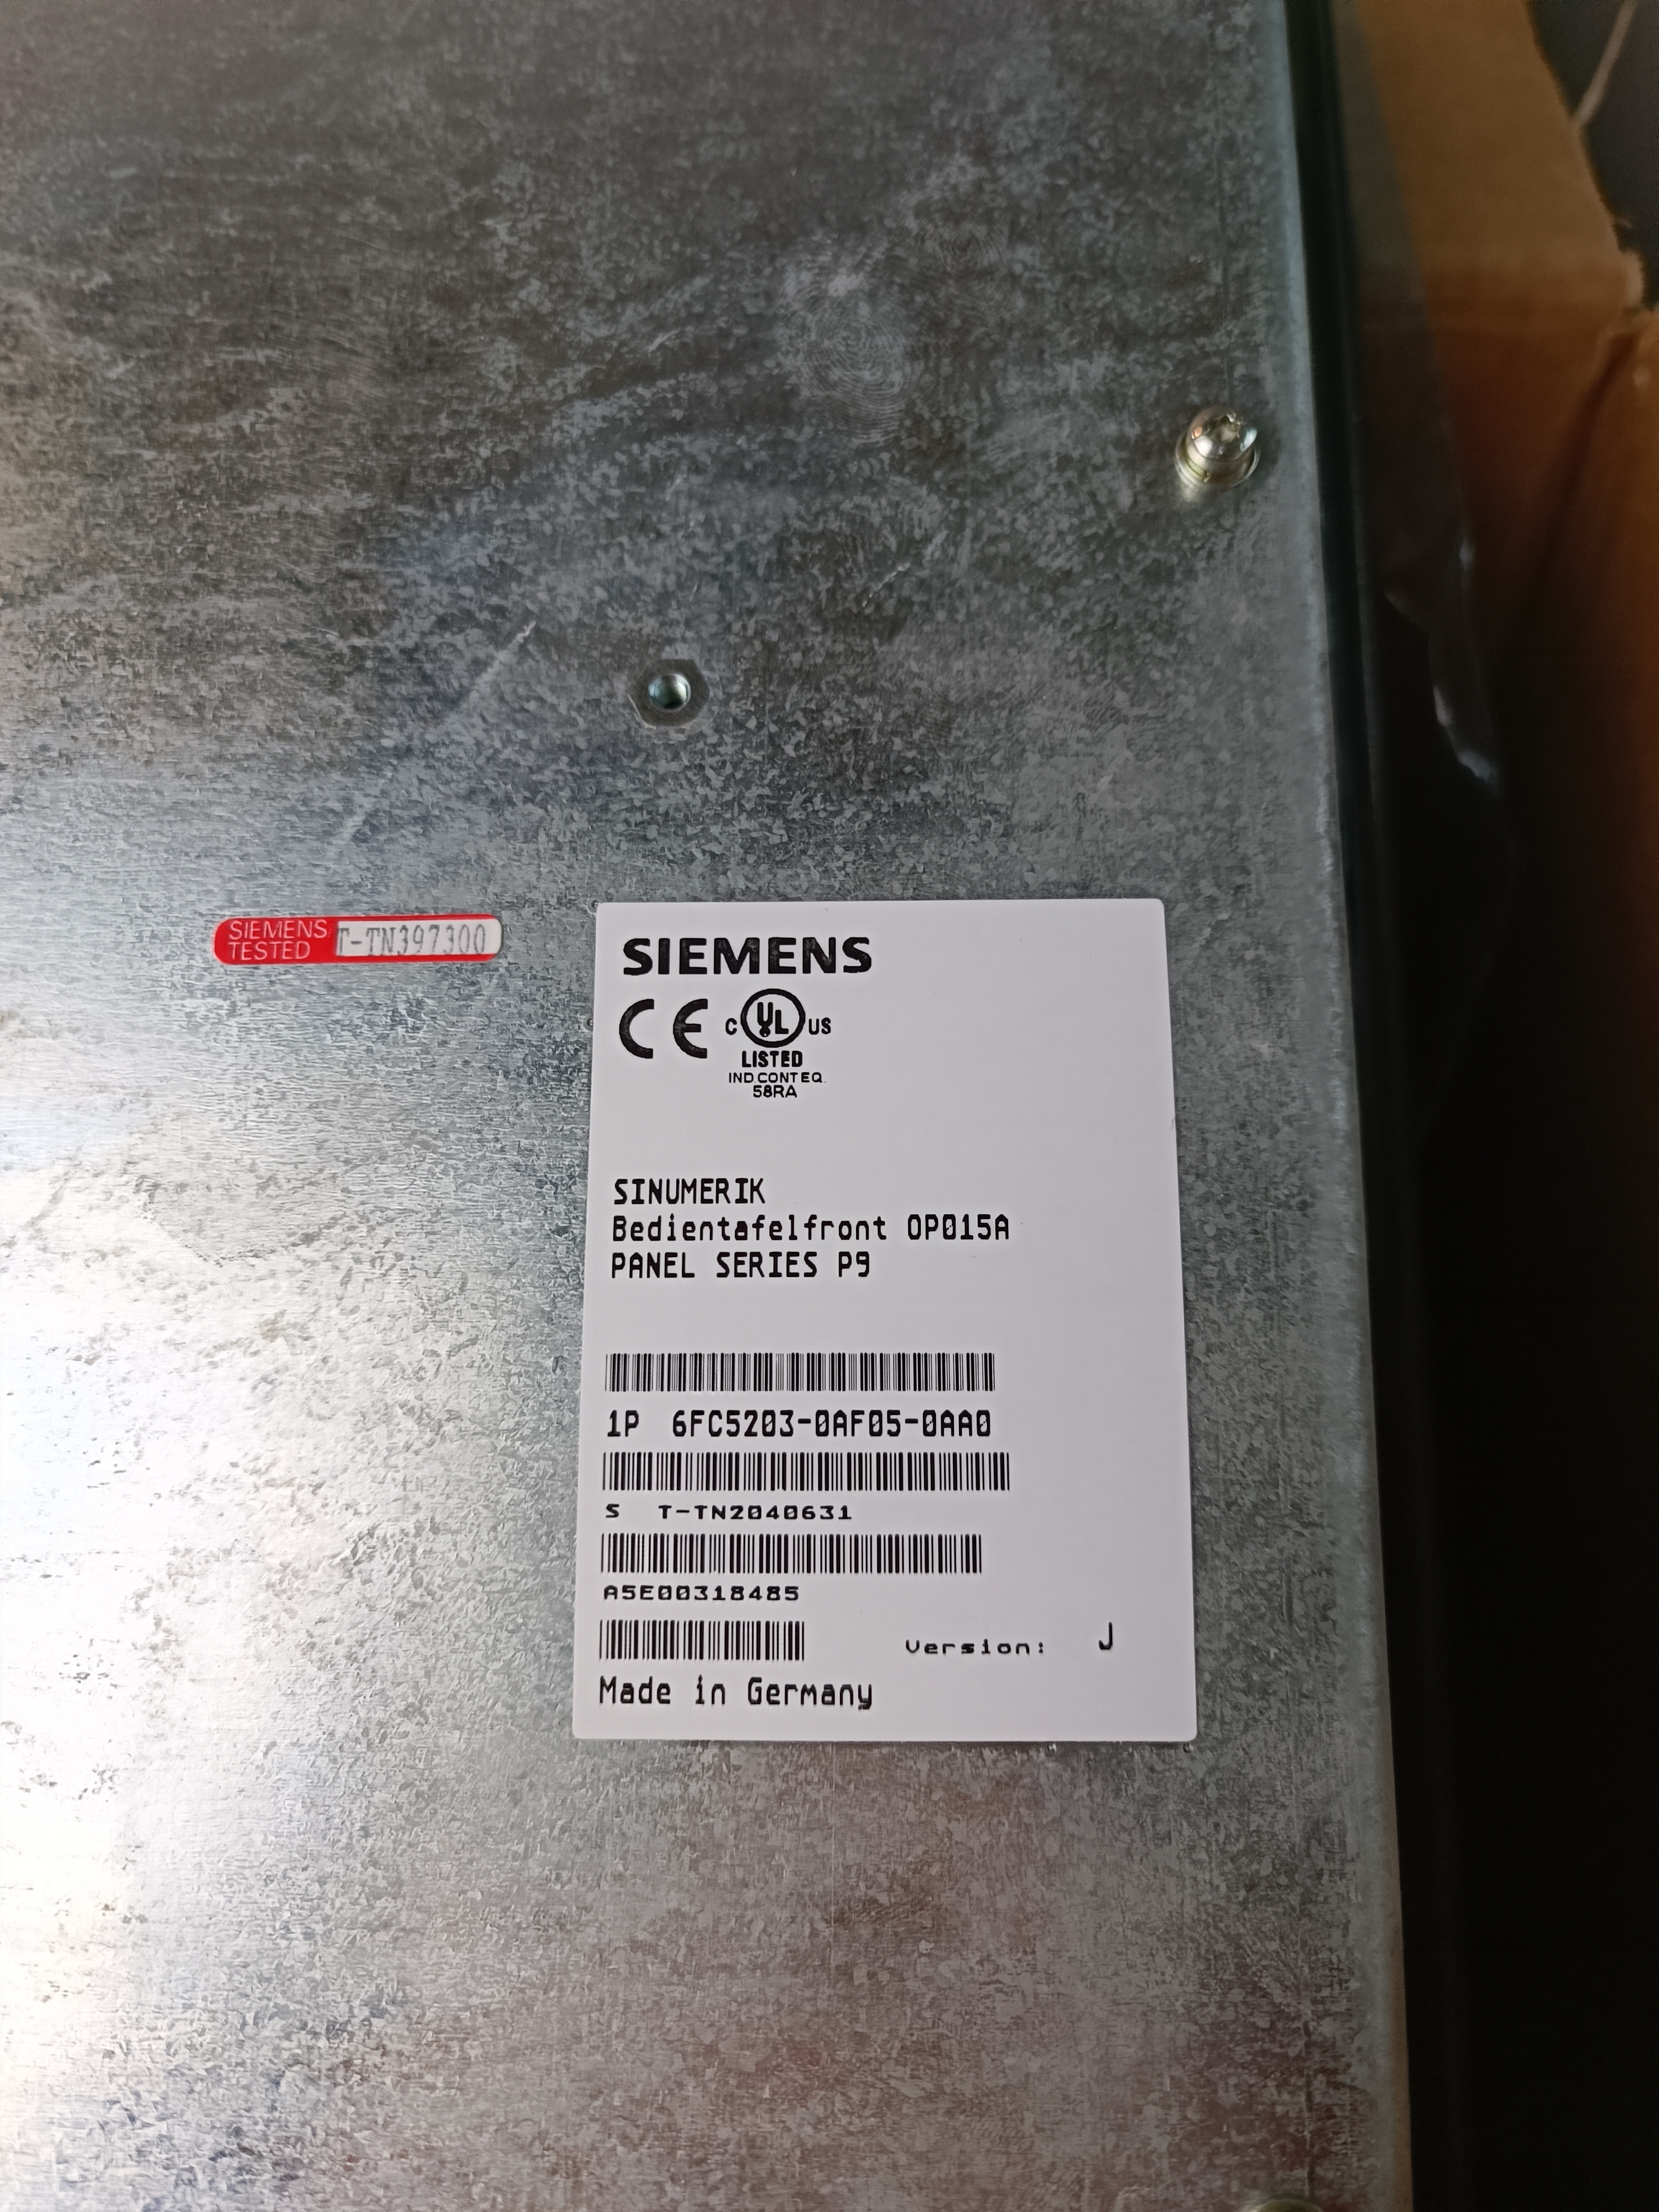 SIEMENS
TESTED T-TN397300
SIEMENS
CE C UL US
LISTED
IND.CONT.EQ.
58RA
SINUMERIK
Bedientafelfront OP015A
PANEL SERIES P9
1P 6FC5203-0AF05-0AA0
S T-TN2040631
A5E00318485
Version: J
Made in Germany